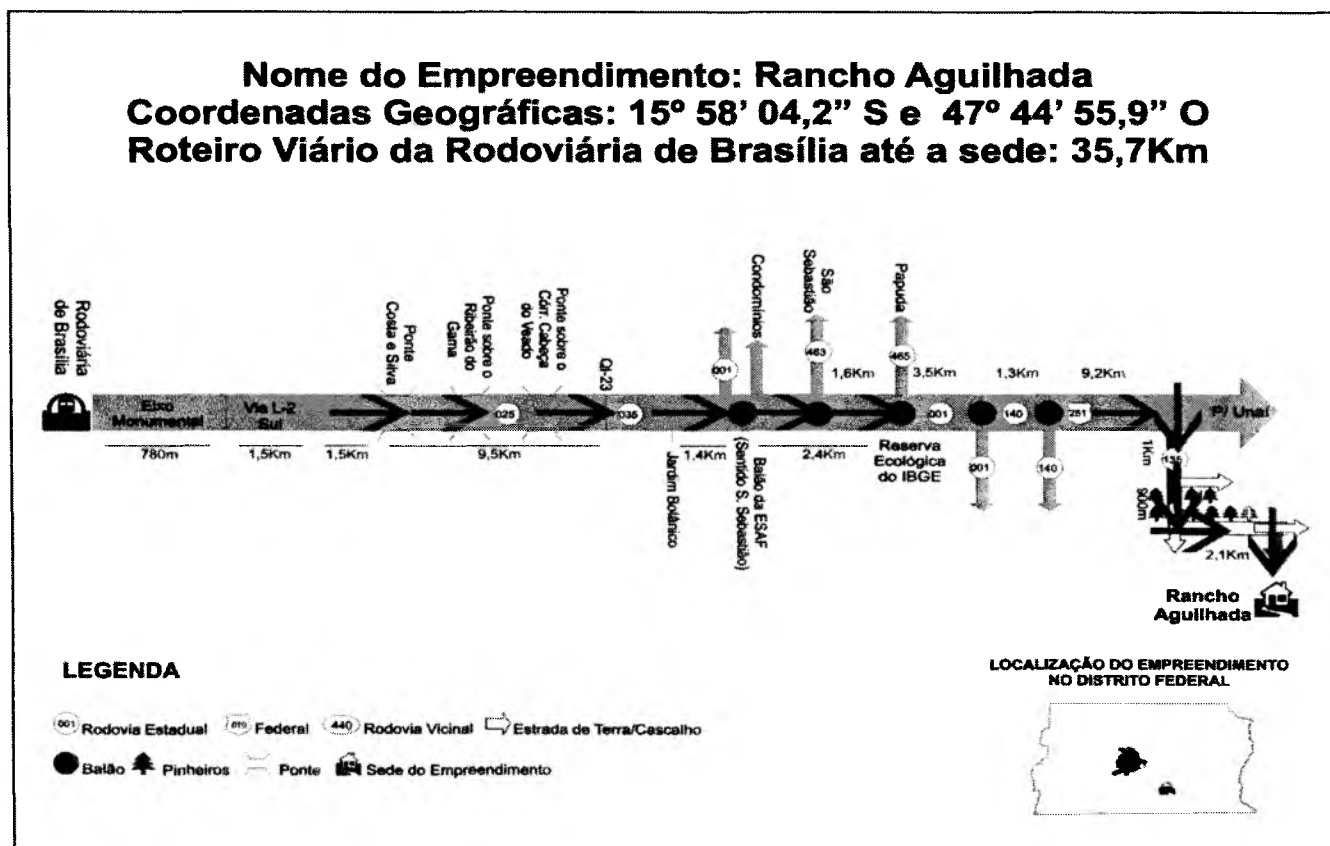 Nome do Empreendimento: Rancho Aguilhada
Coordenadas Geográficas: 15º 58' 04,2" S e 47º 44' 55,9" O
Roteiro Viário da Rodoviária de Brasília até a sede: 35,7Km
Rodoviária
de Brasília
Ponte
Costa e Silva
Ponte sobre o
Ribeirão do
Gama
Ponte sobre o
Córr. Cabeça
do Veado
QI-23
Condomínios
São
Sebastião
Papuda
001
463
465
1,6Km
3,5Km
1,3Km
9,2Km
Eixo
Monumental
Via L-2
Sul
025
035
001
140
251
P/ Unaí
780m
1,5Km
1,5Km
9,5Km
Jardim Botânico
1.4Km
Balão da ESAF
(Sentido S. Sebastião)
2.4Km
Reserva
Ecológica
do IBGE
001
140
1Km
135
900m
2,1Km
Rancho
Aguilhada
LEGENDA
001 Rodovia Estadual
Federal
440 Rodovia Vicinal
Estrada de Terra/Cascalho
Balão
Pinheiros
Ponte
Sede do Empreendimento
LOCALIZAÇÃO DO EMPREENDIMENTO
NO DISTRITO FEDERAL